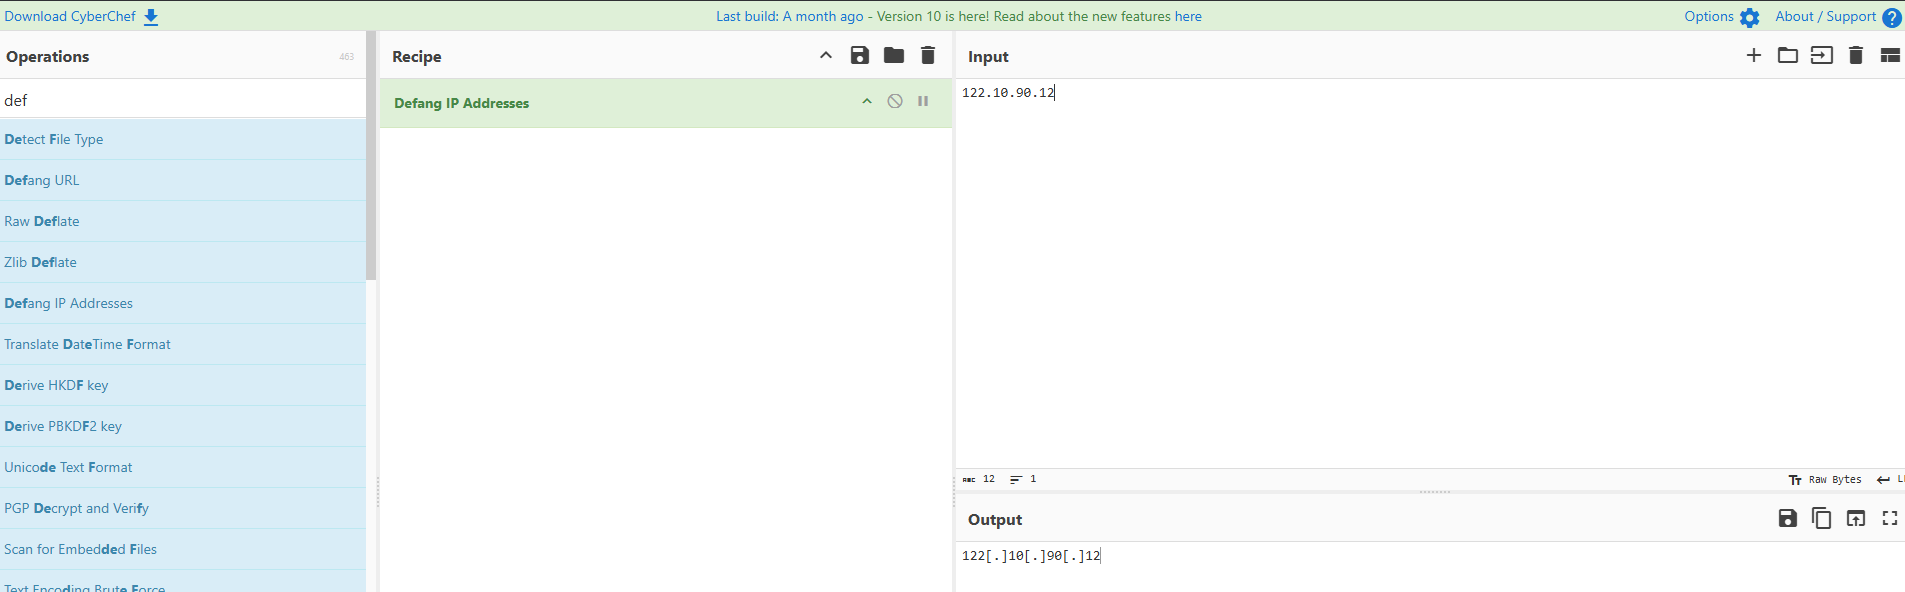 Download CyberChef
Last build: A month ago - Version 10 is here! Read about the new features here
Options
About / Support
Operations
463
def
Detect File Type
Defang URL
Raw Deflate
Zlib Deflate
Defang IP Addresses
Translate DateTime Format
Derive HKDF key
Derive PBKDF2 key
Unicode Text Format
PGP Decrypt and Verify
Scan for Embedded Files
Text Encoding Brute Force
Recipe
Defang IP Addresses
Input
122.10.90.12
ABC 12
1
Raw Bytes
Output
122[.]10[.]90[.]12